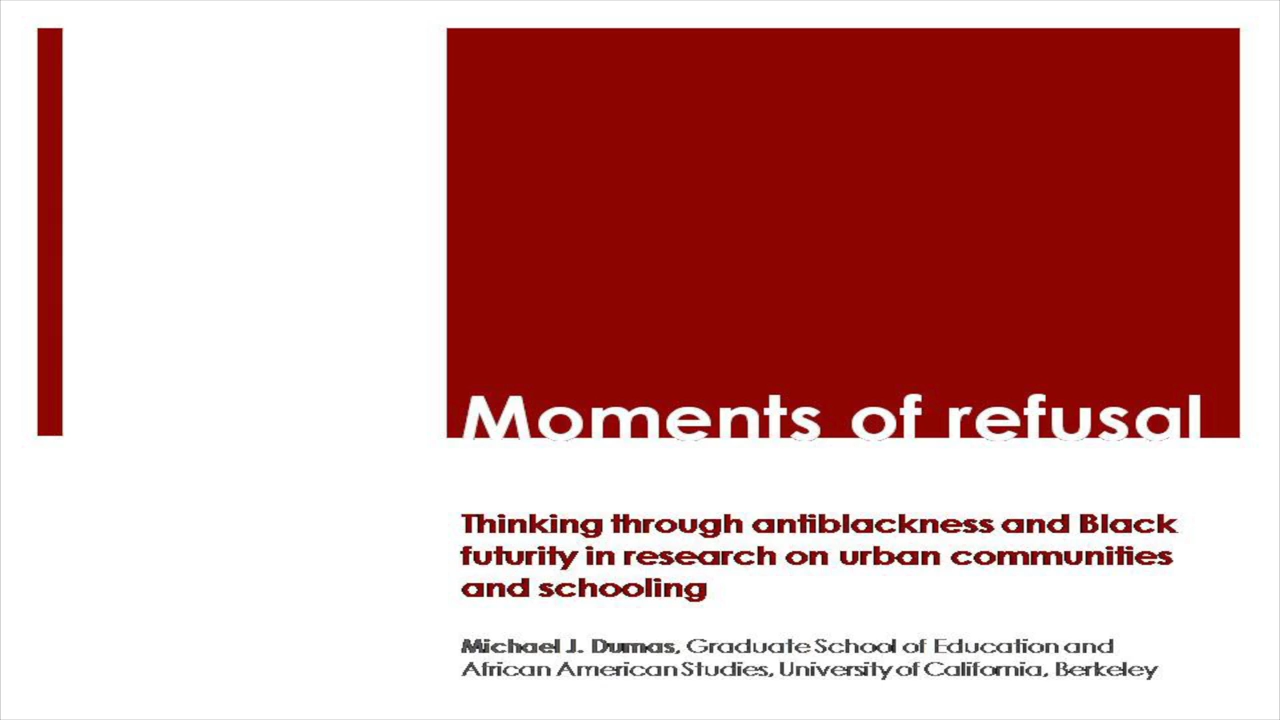 Moments of refusal
Thinking through antiblackness and Black
futurity in research on urban communities
and schooling
Michael J. Dumas, Graduate School of Education and
African American Studies, University of California, Berkeley